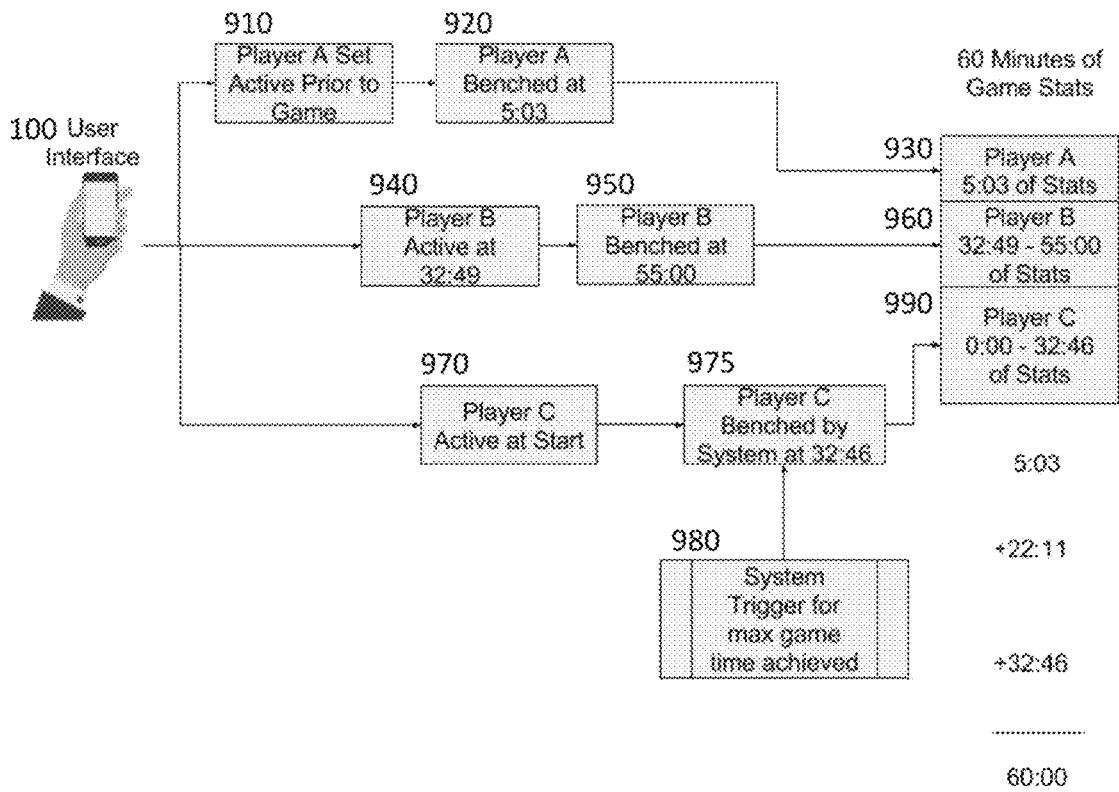 910
Player A Set
Active Prior to
Game
920
Player A
Benched at
5:03
60 Minutes of
Game Stats
100 User
Interface
930
Player A
5:03 of Stats
940
Player B
Active at
32:49
950
Player B
Benched at
55:00
960
Player B
32:49 - 55:00
of Stats
990
Player C
0:00 - 32:46
of Stats
970
Player C
Active at Start
975
Player C
Benched by
System at 32:46
980
System
Trigger for
max game
time achieved
5:03
+22:11
+32:46
60:00